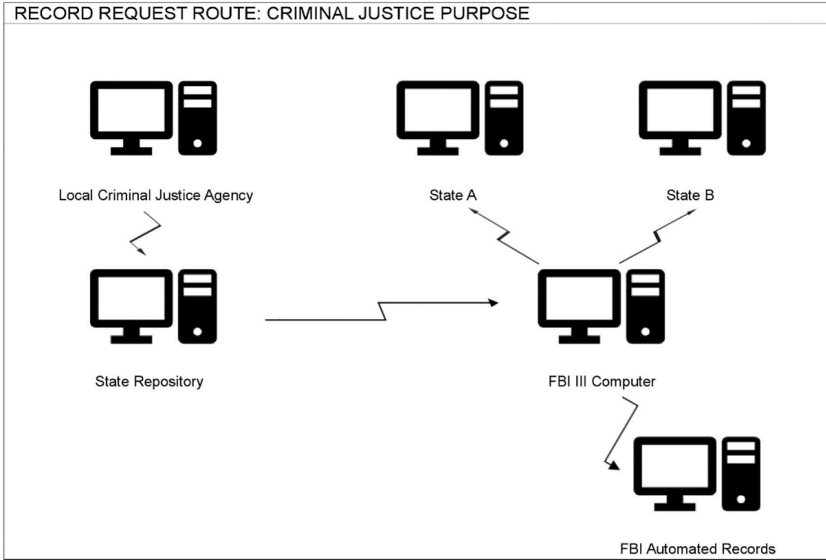 RECORD REQUEST ROUTE: CRIMINAL JUSTICE PURPOSE
Local Criminal Justice Agency
State A
State B
State Repository
FBI III Computer
FBI Automated Records